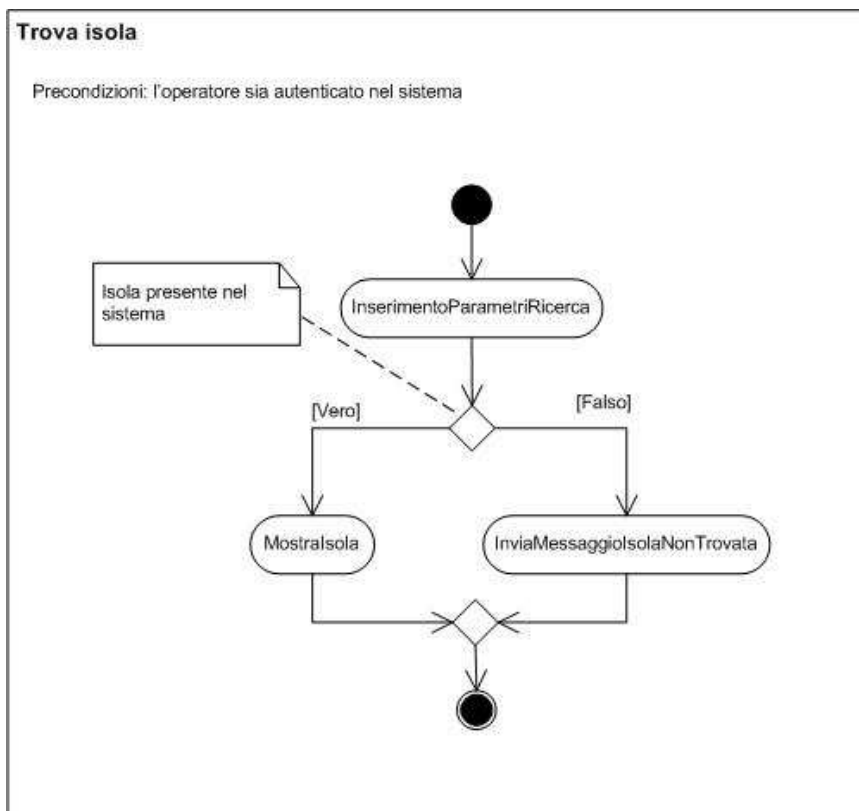 Trova isola
Precondizioni: l'operatore sia autenticato nel sistema
Isola presente nel
sistema
InserimentoParametriRicerca
[Vero]
[Falso]
MostraIsola
InviaMessaggioIsolaNonTrovata